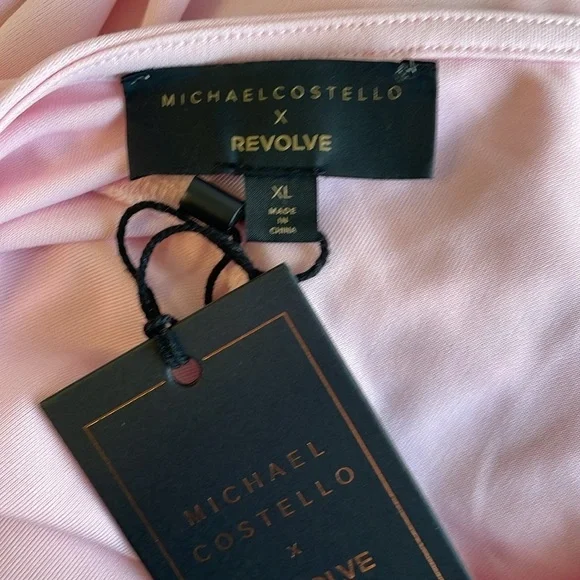 MICHAELCOSTELLO
X
REVOLVE
XL
MADE
IN
CHINA
MICHAEL
COSTELLO
X